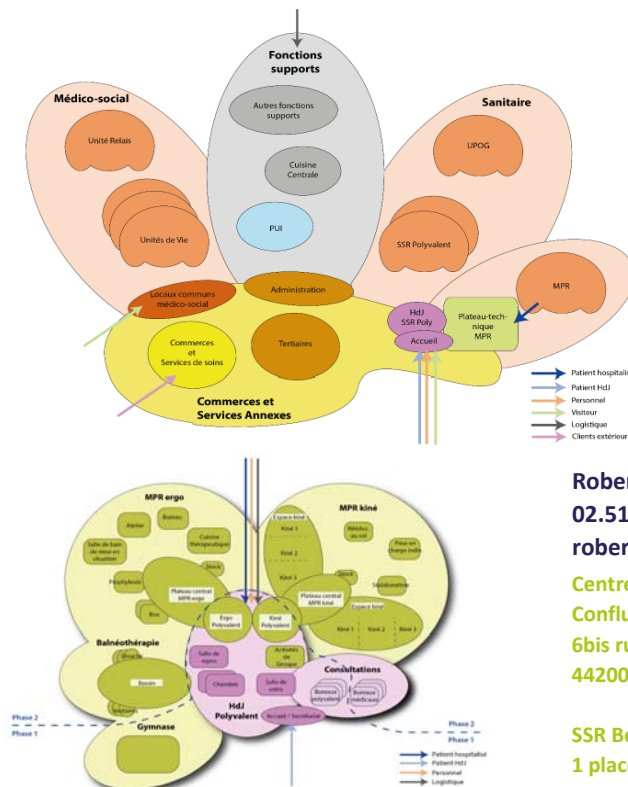 Fonctions
supports
Médico-social
Sanitaire
Autres fonctions
supports
Unité Relais
UPOG
Cuisine
Centrale
PUI
Unités de Vie
SSR Polyvalent
MPR
Locaux communs
médico-social
Administration
HdJ
SSR Poly
Accueil
Plateau-tech-
nique
MPR
Commerces
et
Services de soins
Tertiaires
Commerces et
Services Annexes
Patient hospitalis
Patient HdJ
Personnel
Visiteur
Logistique
Clients extérieur
MPR ergo
MPR kiné
Bureau
Atelier
Cuisine
thérapeutique
Salle de bain
de mise en
situation
Stock
Plateau central
MPR ergo
Box
Espace kiné
Kiné 1
Kiné 2
Kiné 3
au sol
Prise en
charge indiv.
Stock
Plateau central
MPR kiné
Espace kiné
Kiné 1
Kiné 2
Kiné 3
Ergo
Polyvalent
Kiné
Polyvalent
Balnéothérapie
Douche
Bassin
Salle de
repos
Activités
de
Groupe
Chambre
Salle de
soins
Consultations
Bureaux
polyvalent
Bureaux
médicaux
HdJ
Polyvalent
Accueil / Secrétariat
Gymnase
Phase 2
Phase 1
Phase 2
Phase 1
Patient hospitalisé
Patient HdJ
Personnel
Logistique
Rober
02.51
rober
Centre
Conflu
6bis ru
44200
SSR Be
1 place